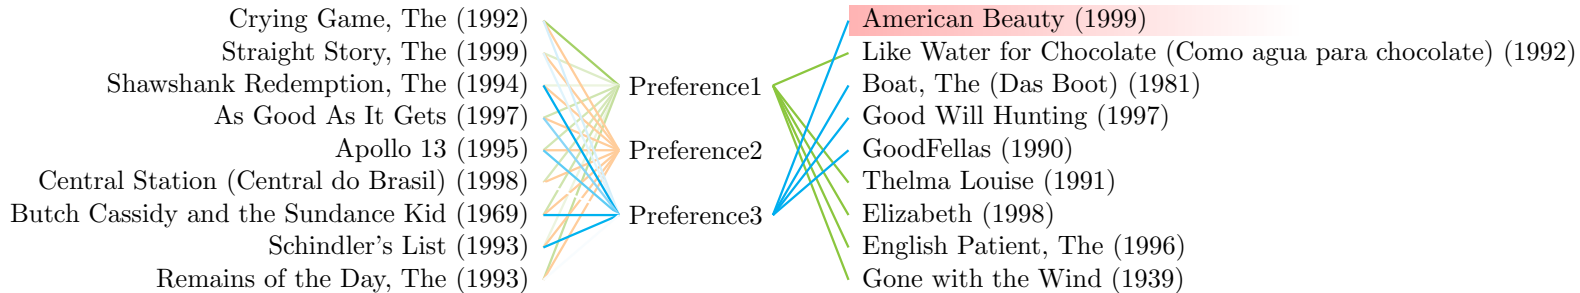 Crying Game, The (1992)
Straight Story, The (1999)
Shawshank Redemption, The (1994)
As Good As It Gets (1997)
Apollo 13 (1995)
Central Station (Central do Brasil) (1998)
Butch Cassidy and the Sundance Kid (1969)
Schindler's List (1993)
Remains of the Day, The (1993)
Preference1
Preference2
Preference3
American Beauty (1999)
Like Water for Chocolate (Como agua para chocolate) (1992)
Boat, The (Das Boot) (1981)
Good Will Hunting (1997)
GoodFellas (1990)
Thelma Louise (1991)
Elizabeth (1998)
English Patient, The (1996)
Gone with the Wind (1939)